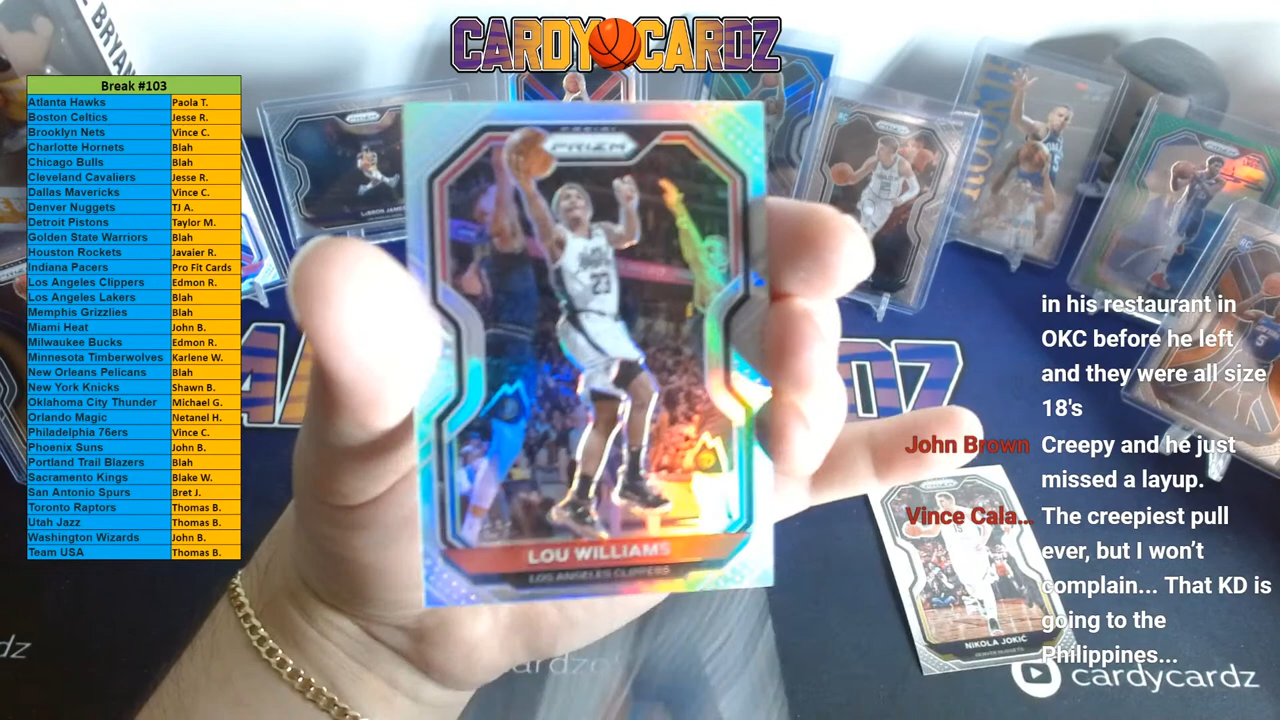 CARDY CARDZ
BRYAN
Break #103
Atlanta Hawks Paola T.
Boston Celtics Jesse R.
Brooklyn Nets Vince C.
Charlotte Hornets Blah
Chicago Bulls Blah
Cleveland Cavaliers Jesse R.
Dallas Mavericks Vince C.
Denver Nuggets TJ A.
Detroit Pistons Taylor M.
Golden State Warriors Blah
Houston Rockets Javaier R.
Indiana Pacers Pro Fit Cards
Los Angeles Clippers Edmon R.
Los Angeles Lakers Blah
Memphis Grizzlies Blah
Miami Heat John B.
Milwaukee Bucks Edmon R.
Minnesota Timberwolves Karlene W.
New Orleans Pelicans Blah
New York Knicks Shawn B.
Oklahoma City Thunder Michael G.
Orlando Magic Netanel H.
Philadelphia 76ers Vince C.
Phoenix Suns John B.
Portland Trail Blazers Blah
Sacramento Kings Blake W.
San Antonio Spurs Bret J.
Toronto Raptors Thomas B.
Utah Jazz Thomas B.
Washington Wizards John B.
Team USA Thomas B.
PRIZM
23
LOU WILLIAMS
LOS ANGELES CLIPPERS
ROOKIE
in his restaurant in
OKC before he left,
and they were all size
18's
John Brown Creepy and he just
missed a layup.
Vince Cala... The creepiest pull
ever, but I won't
complain... That KD is
going to the
Philippines...
15
NIKOLA JOKIĆ
DENVER NUGGETS
cardycardz